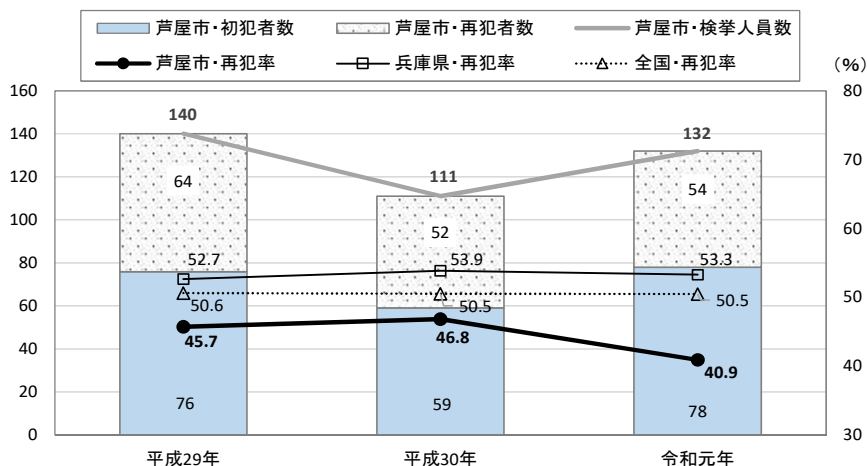 芦屋市・初犯者数 芦屋市・再犯者数 芦屋市・検挙人員数
芦屋市・再犯率 兵庫県・再犯率 全国・再犯率
(%)
160 80
140 132
140
70
64 54
120 111
100 60
52
80 52.7 53.9 53.3
60 50.6 50.5 50.5 50
45.7 46.8
40 40.9 40
20 76 59 78
0 30
平成29年 平成30年 令和元年